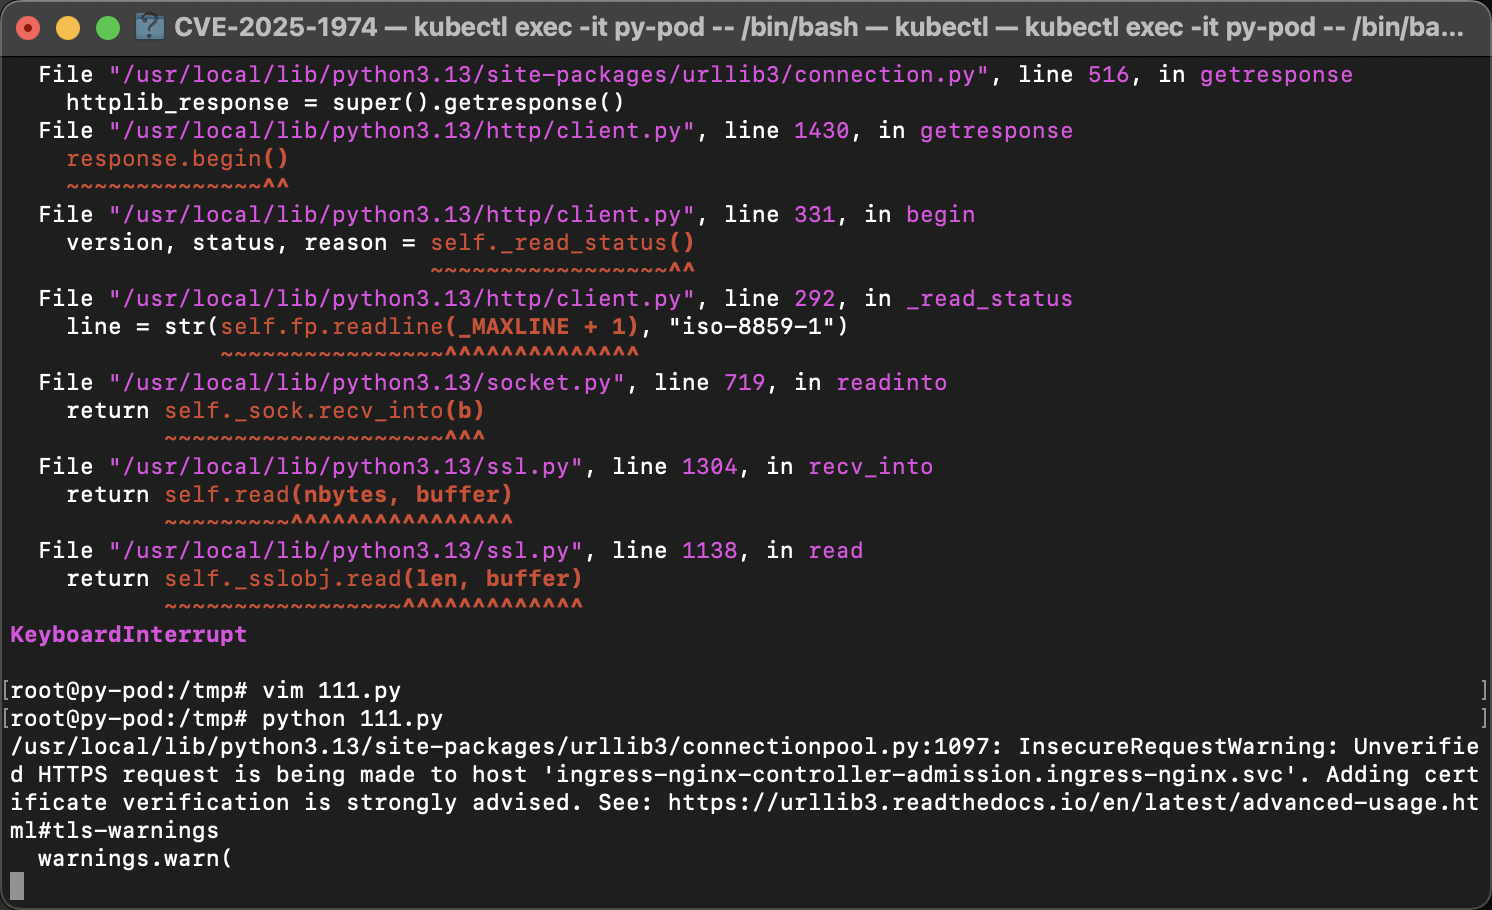 CVE-2025-1974 — kubectl exec -it py-pod -- /bin/bash — kubectl — kubectl exec -it py-pod -- /bin/ba...
File "/usr/local/lib/python3.13/site-packages/urllib3/connection.py", line 516, in getresponse
httplib_response = super().getresponse()
File "/usr/local/lib/python3.13/http/client.py", line 1430, in getresponse
response.begin()
~~~~~~~~~~~~~~^^
File "/usr/local/lib/python3.13/http/client.py", line 331, in begin
version, status, reason = self._read_status()
~~~~~~~~~~~~~~~~~^^
File "/usr/local/lib/python3.13/http/client.py", line 292, in _read_status
line = str(self.fp.readline(_MAXLINE + 1), "iso-8859-1")
~~~~~~~~~~~~~~~~^^^^^^^^^^^^^^
File "/usr/local/lib/python3.13/socket.py", line 719, in readinto
return self._sock.recv_into(b)
~~~~~~~~~~~~~~~~~~~~^^^
File "/usr/local/lib/python3.13/ssl.py", line 1304, in recv_into
return self.read(nbytes, buffer)
~~~~~~~~~^^^^^^^^^^^^^^^^
File "/usr/local/lib/python3.13/ssl.py", line 1138, in read
return self._sslobj.read(len, buffer)
~~~~~~~~~~~~~~~~~^^^^^^^^^^^^^
KeyboardInterrupt
[root@py-pod:/tmp# vim 111.py ]
[root@py-pod:/tmp# python 111.py ]
/usr/local/lib/python3.13/site-packages/urllib3/connectionpool.py:1097: InsecureRequestWarning: Unverifie
d HTTPS request is being made to host 'ingress-nginx-controller-admission.ingress-nginx.svc'. Adding cert
ificate verification is strongly advised. See: https://urllib3.readthedocs.io/en/latest/advanced-usage.ht
ml#tls-warnings
warnings.warn(